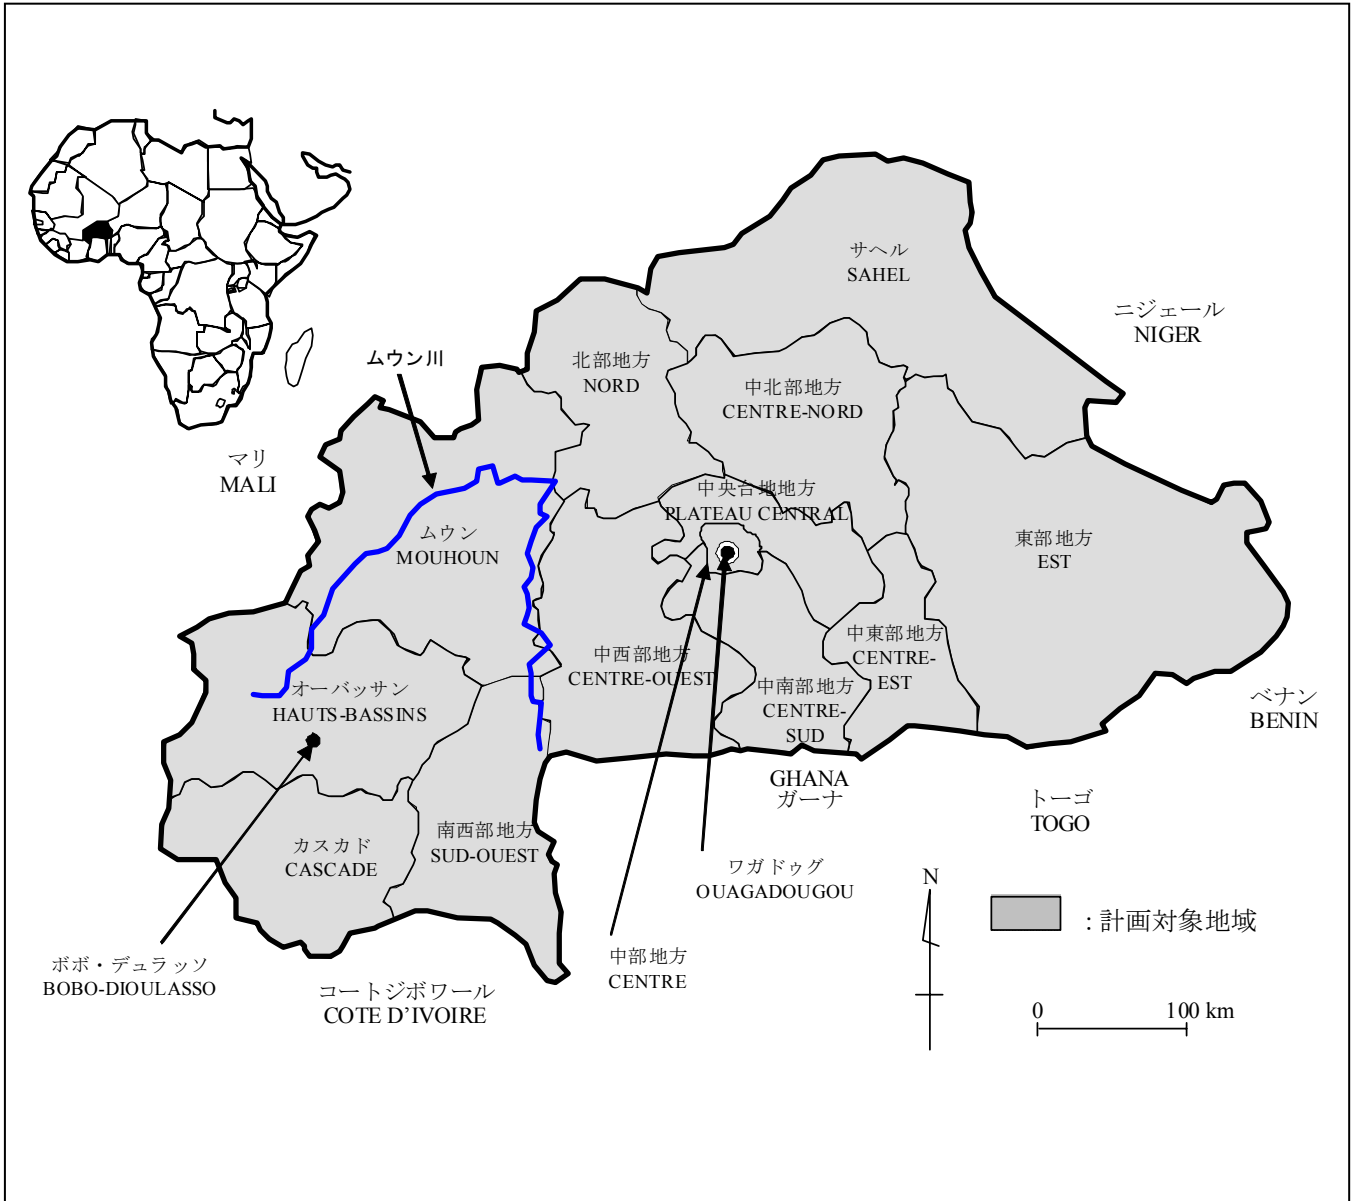 サヘル
SAHEL
ニジェール
NIGER
ムウン川
北部地方
NORD
中北部地方
CENTRE-NORD
マリ
MALI
中央台地地方
PLATEAU CENTRAL
ムウン
MOUHOUN
東部地方
EST
中東部地方
CENTRE-
EST
中西部地方
CENTRE-OUEST
中南部地方
CENTRE-
SUD
オーバッサン
HAUTS-BASSINS
ベナン
BENIN
GHANA
ガーナ
トーゴ
TOGO
カスカド
CASCADE
南西部地方
SUD-OUEST
ワガドゥグ
OUAGADOUGOU
N
: 計画対象地域
ボボ・デュラッソ
BOBO-DIOULASSO
中部地方
CENTRE
コートジボワール
COTE D'IVOIRE
0 100 km